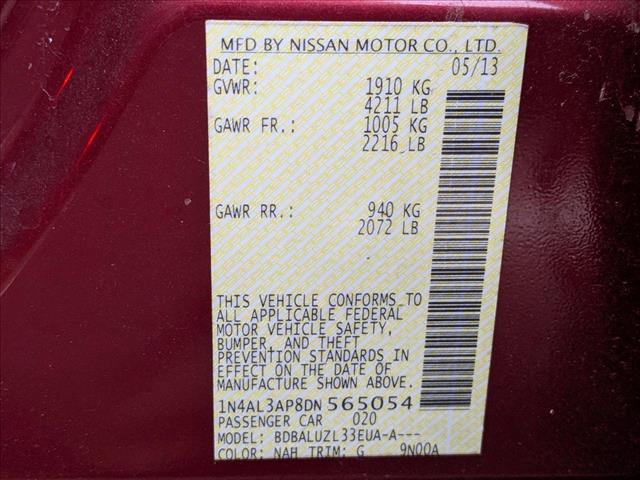 MFD BY NISSAN MOTOR CO., LTD.
DATE: 05/13
GVWR: 1910 KG
4211 LB
GAWR FR.: 1005 KG
2216 LB
GAWR RR.: 940 KG
2072 LB
THIS VEHICLE CONFORMS TO
ALL APPLICABLE FEDERAL
MOTOR VEHICLE SAFETY,
BUMPER, AND THEFT
PREVENTION STANDARDS IN
EFFECT ON THE DATE OF
MANUFACTURE SHOWN ABOVE.
1N4AL3AP8DN 565054
PASSENGER CAR 020
MODEL: BDBALUZL33EUA-A---
COLOR: NAH TRIM: G 9N00A